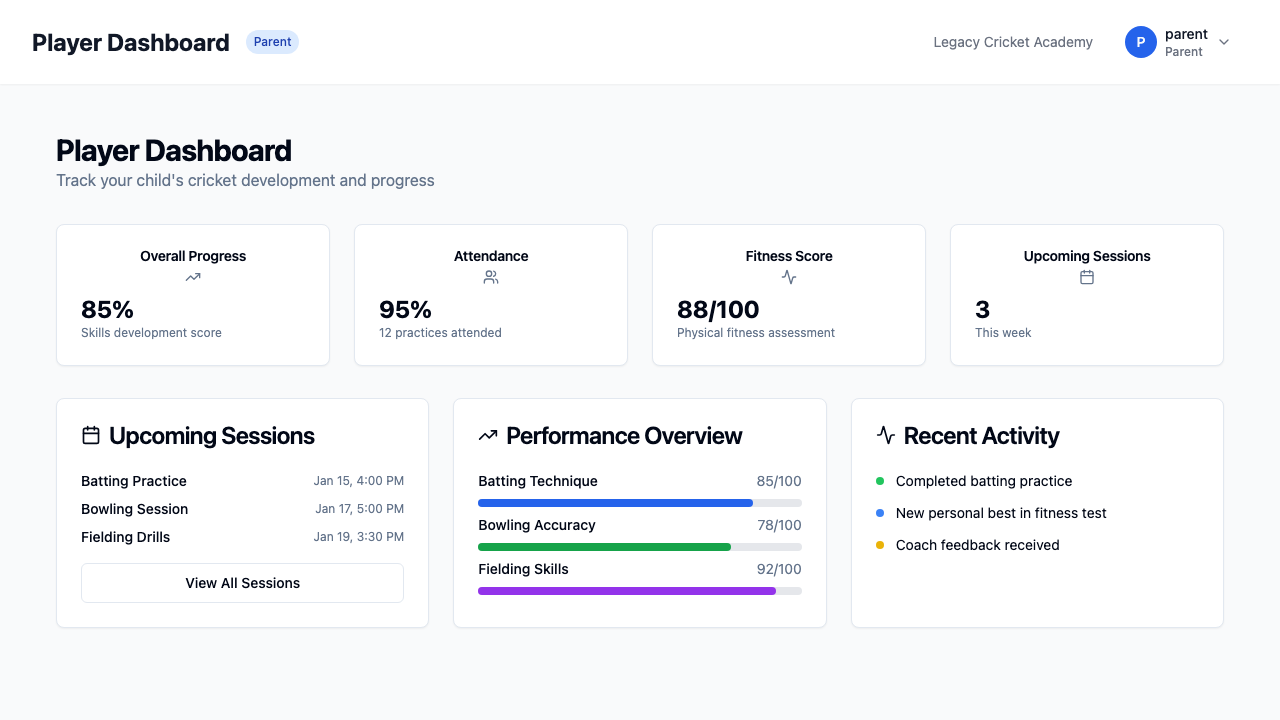 Player Dashboard
Parent
Legacy Cricket Academy
P
parent
Parent
Player Dashboard
Track your child's cricket development and progress
Overall Progress
85%
Skills development score
Attendance
95%
12 practices attended
Fitness Score
88/100
Physical fitness assessment
Upcoming Sessions
3
This week
Upcoming Sessions
Batting Practice Jan 15, 4:00 PM
Bowling Session Jan 17, 5:00 PM
Fielding Drills Jan 19, 3:30 PM
View All Sessions
Performance Overview
Batting Technique 85/100
Bowling Accuracy 78/100
Fielding Skills 92/100
Recent Activity
Completed batting practice
New personal best in fitness test
Coach feedback received